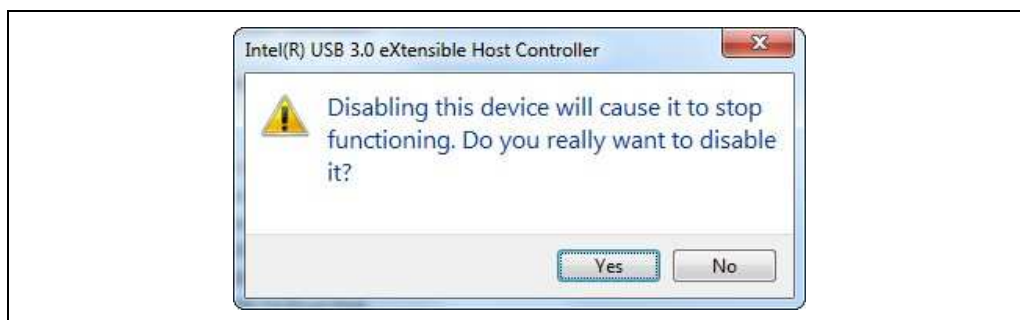 Intel(R) USB 3.0 eXtensible Host Controller
Disabling this device will cause it to stop
functioning. Do you really want to disable
it?
Yes No